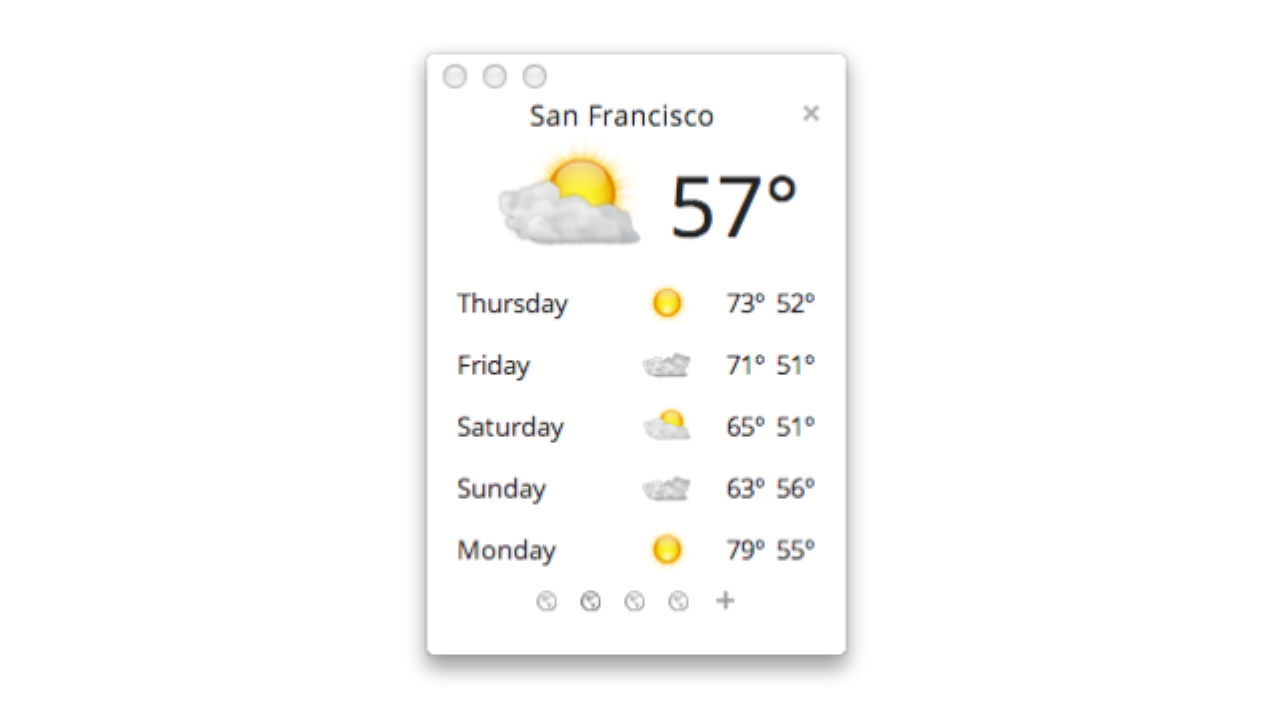 San Francisco
57°
Thursday 73° 52°
Friday 71° 51°
Saturday 65° 51°
Sunday 63° 56°
Monday 79° 55°